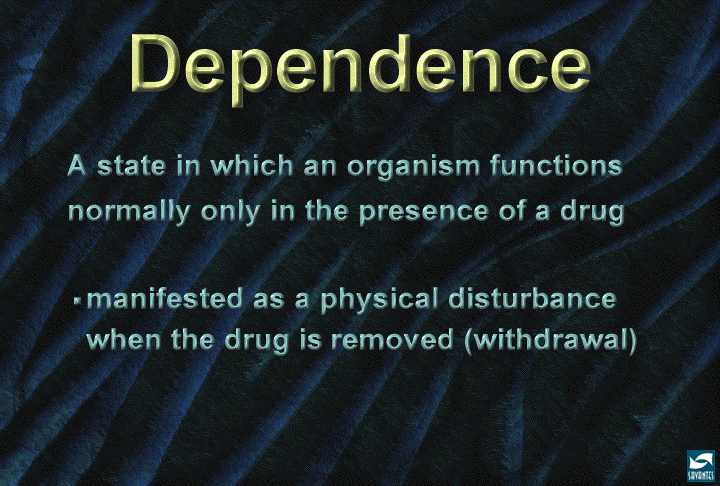 Dependence
A state in which an organism functions
normally only in the presence of a drug
▪ manifested as a physical disturbance
when the drug is removed (withdrawal)
SAVANTES